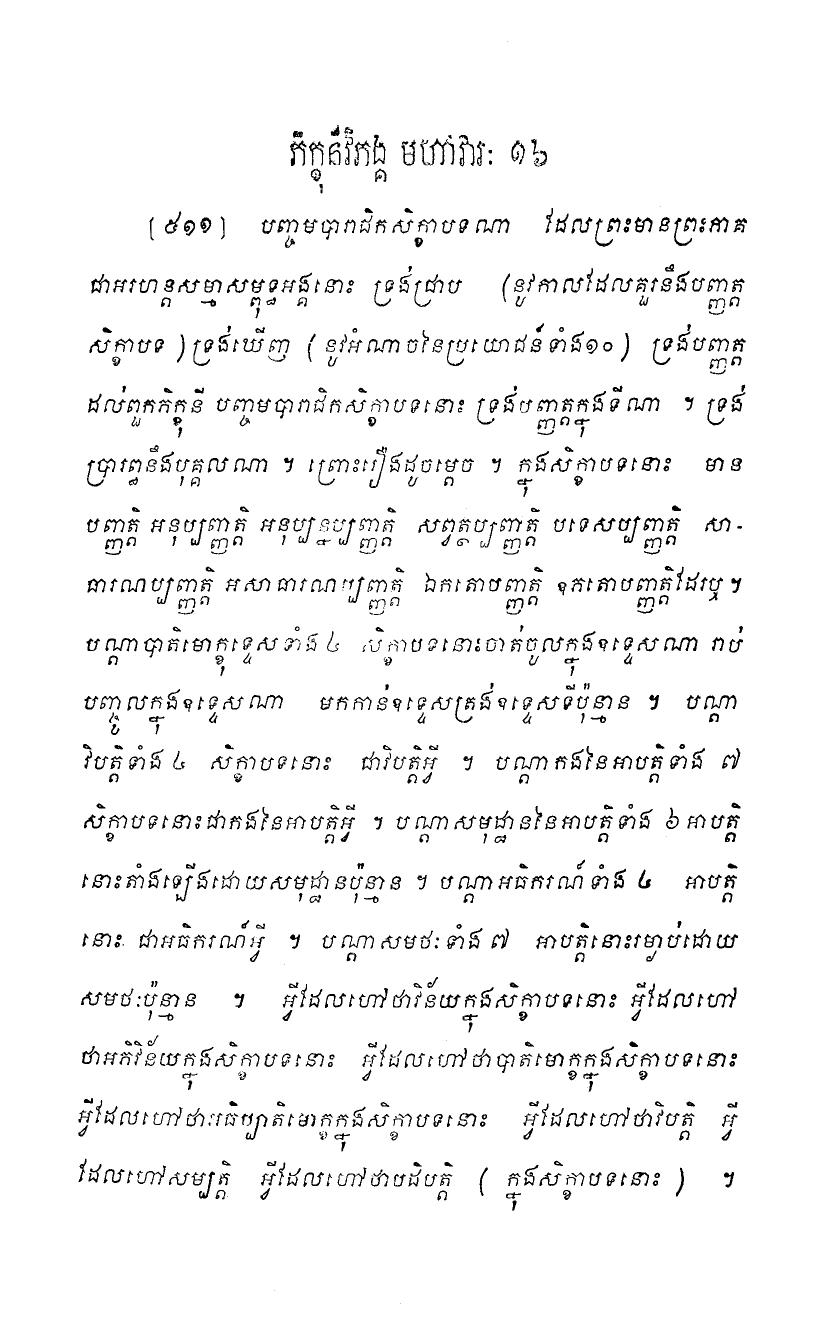 ភិក្ខុនីវិភង្គ មហាវារៈ ១៦
[៥១១] បញ្ចមបារាជិកសិក្ខាបទណា ដែលព្រះមានព្រះភាគ
ជាអរហន្តសម្មាសម្ពុទ្ធអង្គនោះ ទ្រង់ជ្រាប (នូវកាលដែលគួរនឹងបញ្ញត្ត
សិក្ខាបទ ) ទ្រង់ឃើញ ( នូវអំណាចនៃប្រយោជន៍ទាំង១០ ) ទ្រង់បញ្ញត្ត
ដល់ពួកភិក្ខុនី បញ្ចមបារាជិកសិក្ខាបទនោះ ទ្រង់បញ្ញត្តក្នុងទីណា ។ ទ្រង់
ប្រារព្ធនឹងបុគ្គលណា ។ ព្រោះរឿងដូចម្តេច ។ ក្នុងសិក្ខាបទនោះ មាន
បញ្ញត្តិ អនុប្បញ្ញត្តិ អនុប្បន្នប្បញ្ញត្តិ សព្វត្ថប្បញ្ញត្តិ បទេសប្បញ្ញត្តិ សា-
ធារណប្បញ្ញត្តិ អសាធារណប្បញ្ញត្តិ ឯកតោបញ្ញត្តិ ឧភតោបញ្ញត្តិដែរឬ ។
បណ្តាបាតិមោក្ខុទ្ទេសទាំង ៤ សិក្ខាបទនោះចាត់ចូលក្នុងឧទ្ទេសណា រាប់
បញ្ចូលក្នុងឧទ្ទេសណា មកកាន់ឧទ្ទេសត្រង់ឧទ្ទេសទីប៉ុន្មាន ។ បណ្តា
វិបត្តិទាំង ៤ សិក្ខាបទនោះ ជាវិបត្តិអ្វី ។ បណ្តាកងនៃអាបត្តិទាំង ៧
សិក្ខាបទនោះជាកងនៃអាបត្តិអ្វី ។ បណ្តាសមុដ្ឋាននៃអាបត្តិទាំង ៦ អាបត្តិ
នោះតាំងឡើងដោយសមុដ្ឋានប៉ុន្មាន ។ បណ្តាអធិករណ៍ទាំង ៤ អាបត្តិ
នោះ ជាអធិករណ៍អ្វី ។ បណ្តាសមថៈទាំង ៧ អាបត្តិនោះរម្ងាប់ដោយ
សមថៈប៉ុន្មាន ។ អ្វីដែលហៅថាវិន័យក្នុងសិក្ខាបទនោះ អ្វីដែលហៅ
ថាអភិវិន័យក្នុងសិក្ខាបទនោះ អ្វីដែលហៅថាបាតិមោក្ខក្នុងសិក្ខាបទនោះ
អ្វីដែលហៅថាអធិប្បាតិមោក្ខក្នុងសិក្ខាបទនោះ អ្វីដែលហៅថាវិបត្តិ អ្វី
ដែលហៅសម្បត្តិ អ្វីដែលហៅថាបដិបត្តិ ( ក្នុងសិក្ខាបទនោះ ) ។